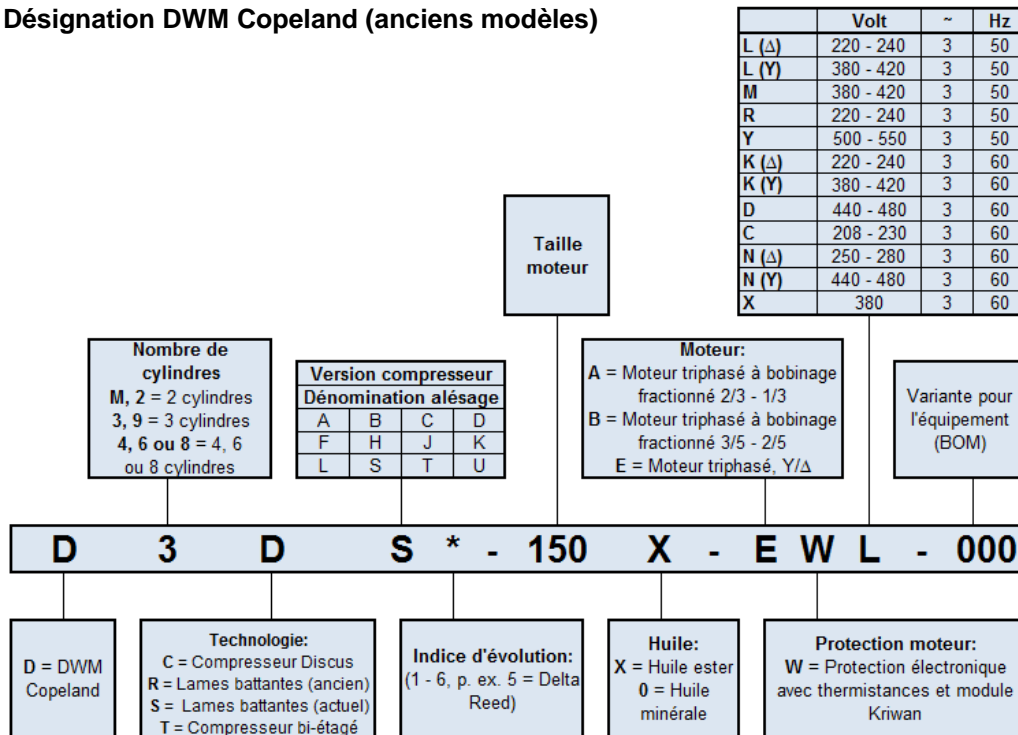 Désignation DWM Copeland (anciens modèles)
Volt ~ Hz
L (Δ) 220 - 240 3 50
L (Y) 380 - 420 3 50
M 380 - 420 3 50
R 220 - 240 3 50
Y 500 - 550 3 50
K (Δ) 220 - 240 3 60
K (Y) 380 - 420 3 60
D 440 - 480 3 60
C 208 - 230 3 60
N (Δ) 250 - 280 3 60
N (Y) 440 - 480 3 60
X 380 3 60
Taille
moteur
Nombre de
cylindres
M, 2 = 2 cylindres
3, 9 = 3 cylindres
4, 6 ou 8 = 4, 6
ou 8 cylindres
Version compresseur
Dénomination alésage
A B C D
F H J K
L S T U
Moteur:
A = Moteur triphasé à bobinage
fractionné 2/3 - 1/3
B = Moteur triphasé à bobinage
fractionné 3/5 - 2/5
E = Moteur triphasé, Y/Δ
Variante pour
l'équipement
(BOM)
D 3 D S * - 150 X - E W L - 000
D = DWM
Copeland
Technologie:
C = Compresseur Discus
R = Lames battantes (ancien)
S = Lames battantes (actuel)
T = Compresseur bi-étagé
Indice d'évolution:
(1 - 6, p. ex. 5 = Delta
Reed)
Huile:
X = Huile ester
0 = Huile
minérale
Protection moteur:
W = Protection électronique
avec thermistances et module
Kriwan